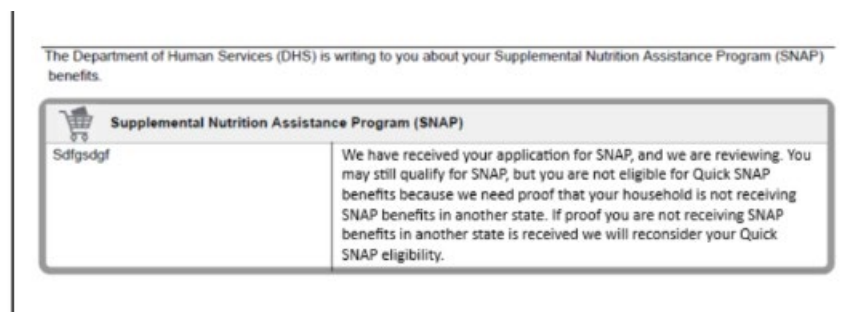 The Department of Human Services (DHS) is writing to you about your Supplemental Nutrition Assistance Program (SNAP)
benefits.
Supplemental Nutrition Assistance Program (SNAP)
Sdfgsdgf
We have received your application for SNAP, and we are reviewing. You
may still qualify for SNAP, but you are not eligible for Quick SNAP
benefits because we need proof that your household is not receiving
SNAP benefits in another state. If proof you are not receiving SNAP
benefits in another state is received we will reconsider your Quick
SNAP eligibility.